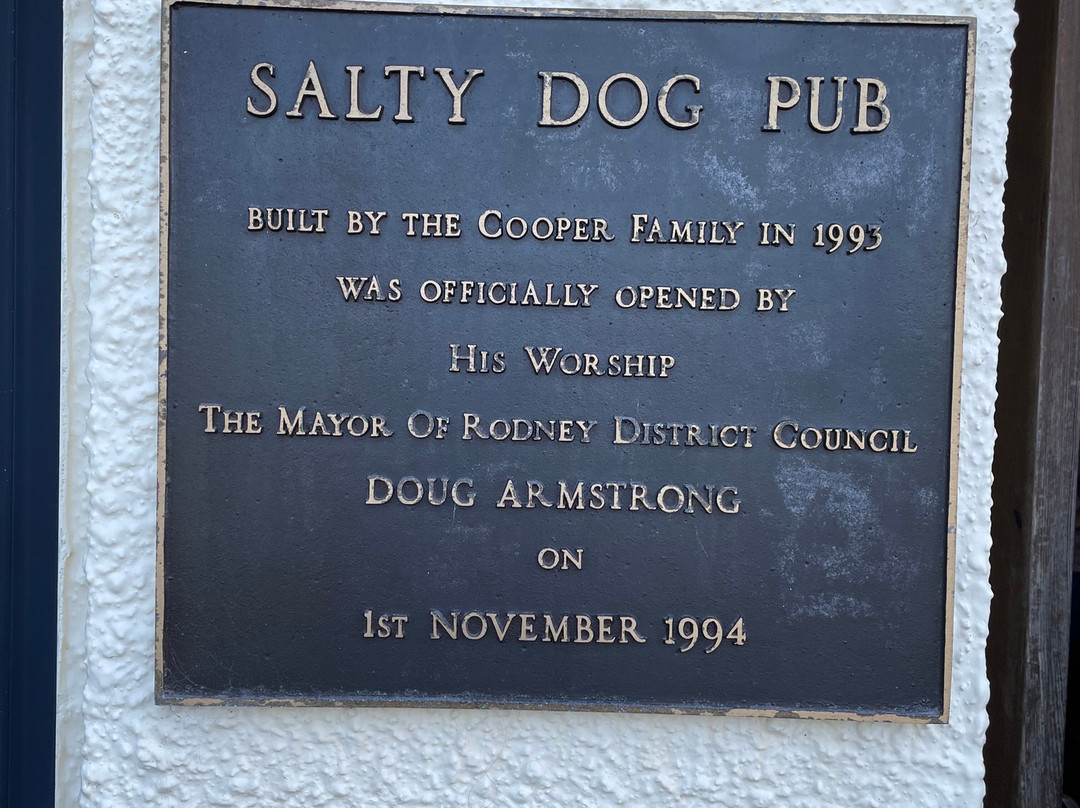 SALTY DOG PUB
BUILT BY THE COOPER FAMILY IN 1993
WAS OFFICIALLY OPENED BY
HIS WORSHIP
THE MAYOR OF RODNEY DISTRICT COUNCIL
DOUG ARMSTRONG
ON
1ST NOVEMBER 1994